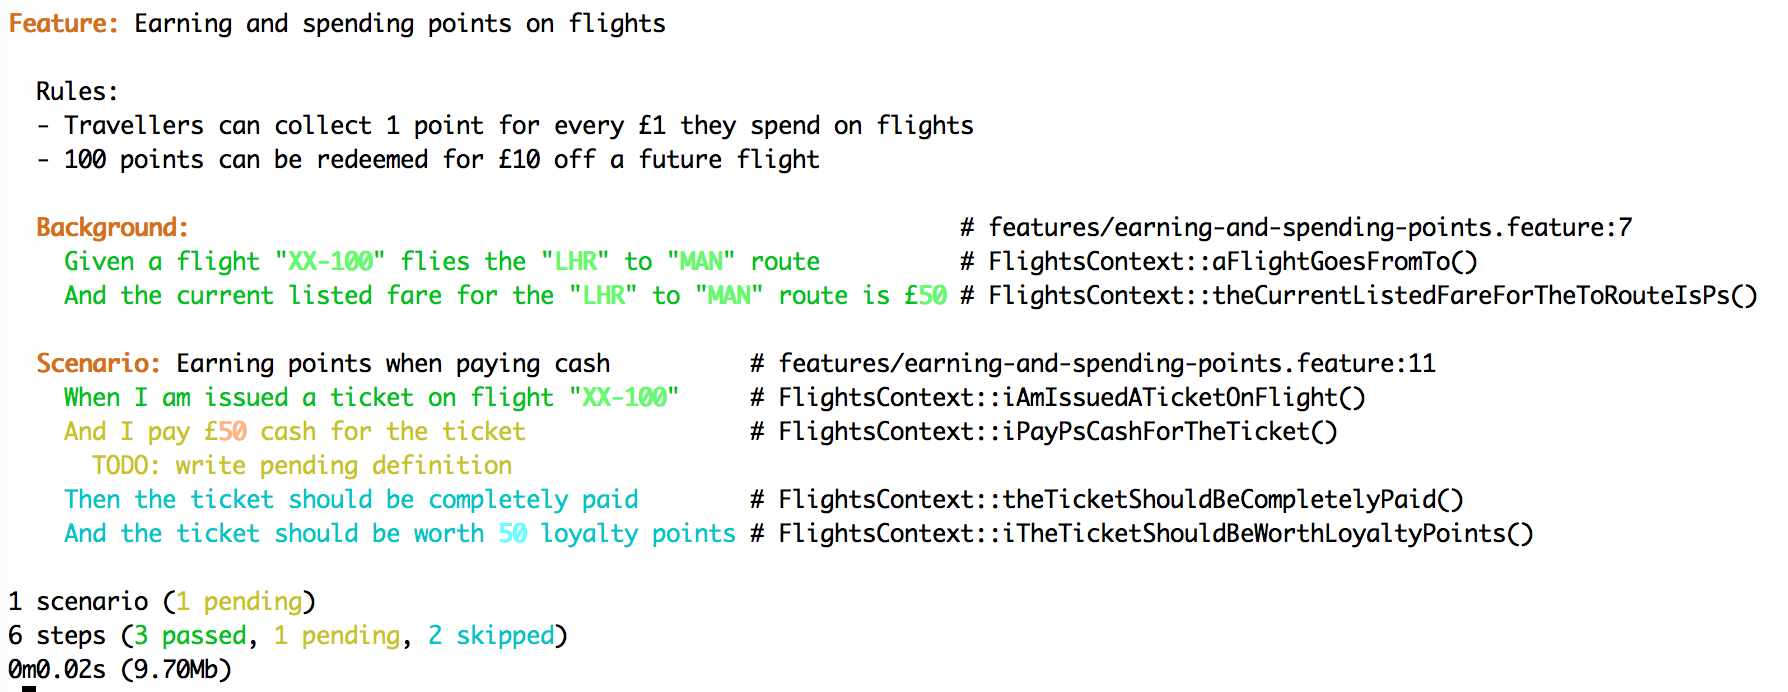 Feature: Earning and spending points on flights
Rules:
- Travellers can collect 1 point for every £1 they spend on flights
- 100 points can be redeemed for £10 off a future flight
Background: # features/earning-and-spending-points.feature:7
Given a flight "XX-100" flies the "LHR" to "MAN" route # FlightsContext::aFlightGoesFromTo()
And the current listed fare for the "LHR" to "MAN" route is £50 # FlightsContext::theCurrentListedFareForTheToRouteIsPs()
Scenario: Earning points when paying cash # features/earning-and-spending-points.feature:11
When I am issued a ticket on flight "XX-100" # FlightsContext::iAmIssuedATicketOnFlight()
And I pay £50 cash for the ticket # FlightsContext::iPayPsCashForTheTicket()
TODO: write pending definition
Then the ticket should be completely paid # FlightsContext::theTicketShouldBeCompletelyPaid()
And the ticket should be worth 50 loyalty points # FlightsContext::iTheTicketShouldBeWorthLoyaltyPoints()
1 scenario (1 pending)
6 steps (3 passed, 1 pending, 2 skipped)
0m0.02s (9.70Mb)